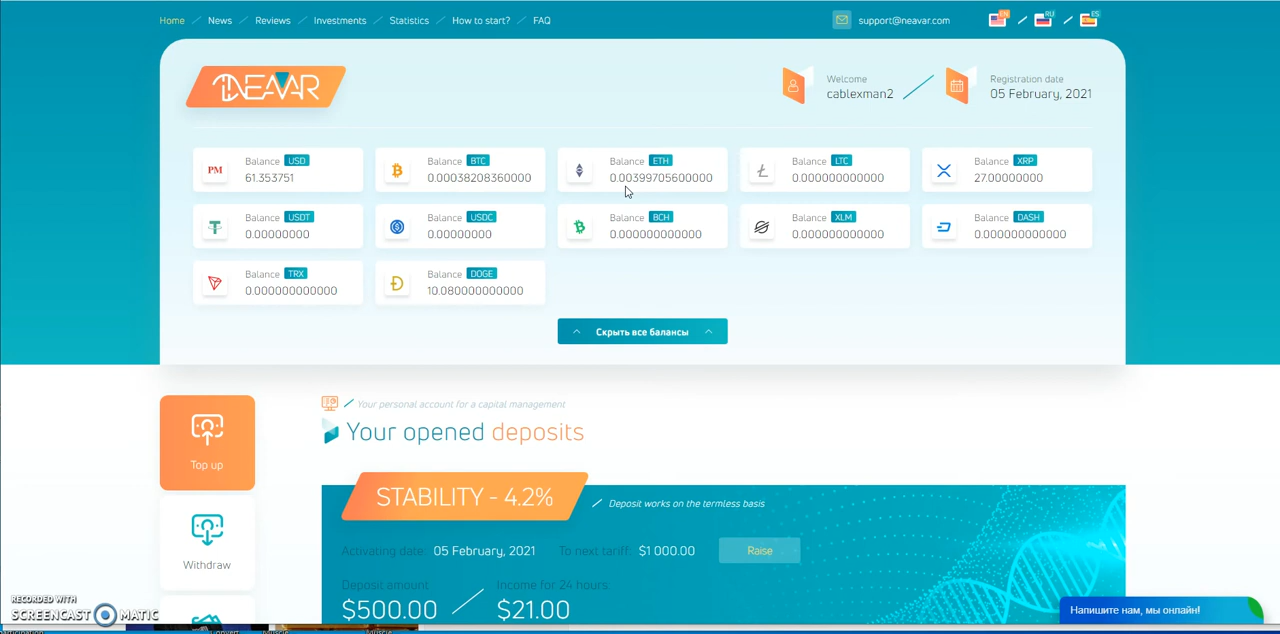 Home News Reviews Investments Statistics How to start? FAQ support@neavar.com EN RU ES
NEAVAR
Welcome
cablexman2
Registration date
05 February, 2021
PM Balance USD
61.353751
Balance BTC
0.00038208360000
Balance ETH
0.00399705600000
Balance LTC
0.000000000000
Balance XRP
27.00000000
Balance USDT
0.00000000
Balance USDC
0.00000000
Balance BCH
0.000000000000
Balance XLM
0.000000000000
Balance DASH
0.000000000000
Balance TRX
0.000000000000
Balance DOGE
10.080000000000
Скрыть все балансы
Top up
Withdraw
Your personal account for a capital management
Your opened deposits
STABILITY - 4.2%
Deposit works on the termless basis
Activating date: 05 February, 2021 To next tariff: $1 000.00 Raise
Deposit amount
$500.00
Income for 24 hours
$21.00
Напишите нам, мы онлайн!
RECORDED WITH
SCREENCAST MATIC